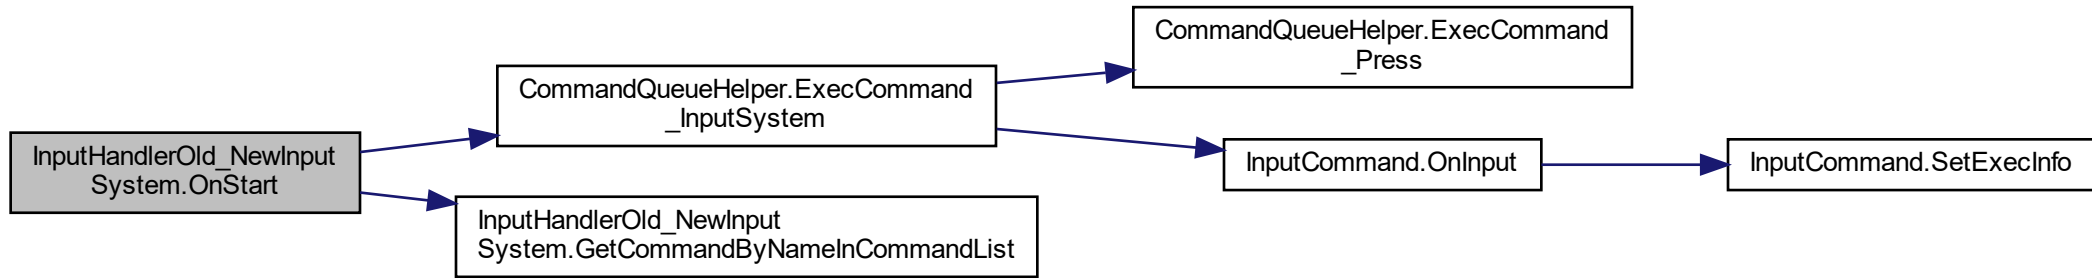 InputHandlerOld_NewInput
System.OnStart
CommandQueueHelper.ExecCommand
_InputSystem
CommandQueueHelper.ExecCommand
_Press
InputCommand.OnInput
InputCommand.SetExecInfo
InputHandlerOld_NewInput
System.GetCommandByNameInCommandList